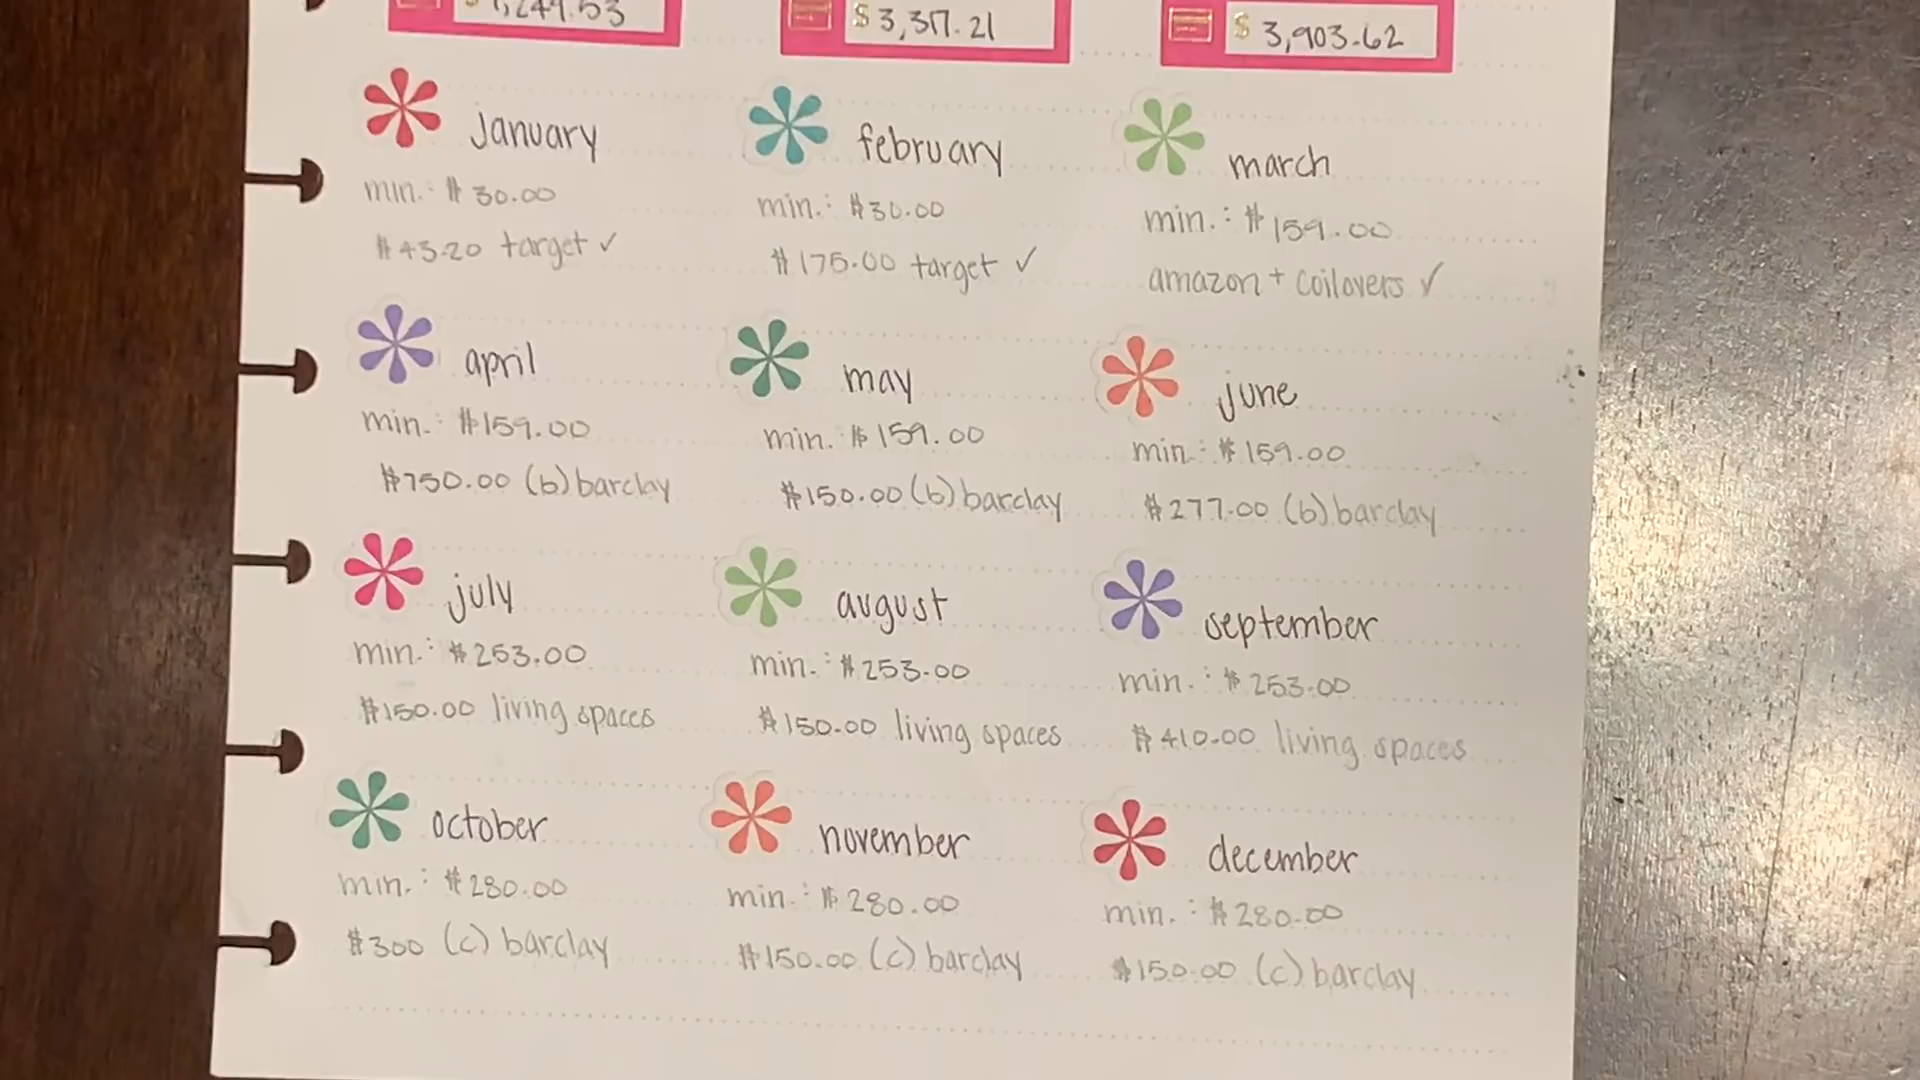 $ 3,317.21
$ 3,903.62
january
february
march
min.: $30.00
min.: $30.00
min.: $159.00
$43.20 target ✓
$175.00 target ✓
amazon + coilovers ✓
april
may
june
min.: $159.00
min.: $159.00
min.: $159.00
$750.00 (b) barclay
$150.00 (b) barclay
$277.00 (b) barclay
july
august
september
min.: $253.00
min.: $253.00
min.: $253.00
$150.00 living spaces
$150.00 living spaces
$410.00 living spaces
october
november
december
min.: $280.00
min.: $280.00
min.: $280.00
$300 (c) barclay
$150.00 (c) barclay
$150.00 (c) barclay